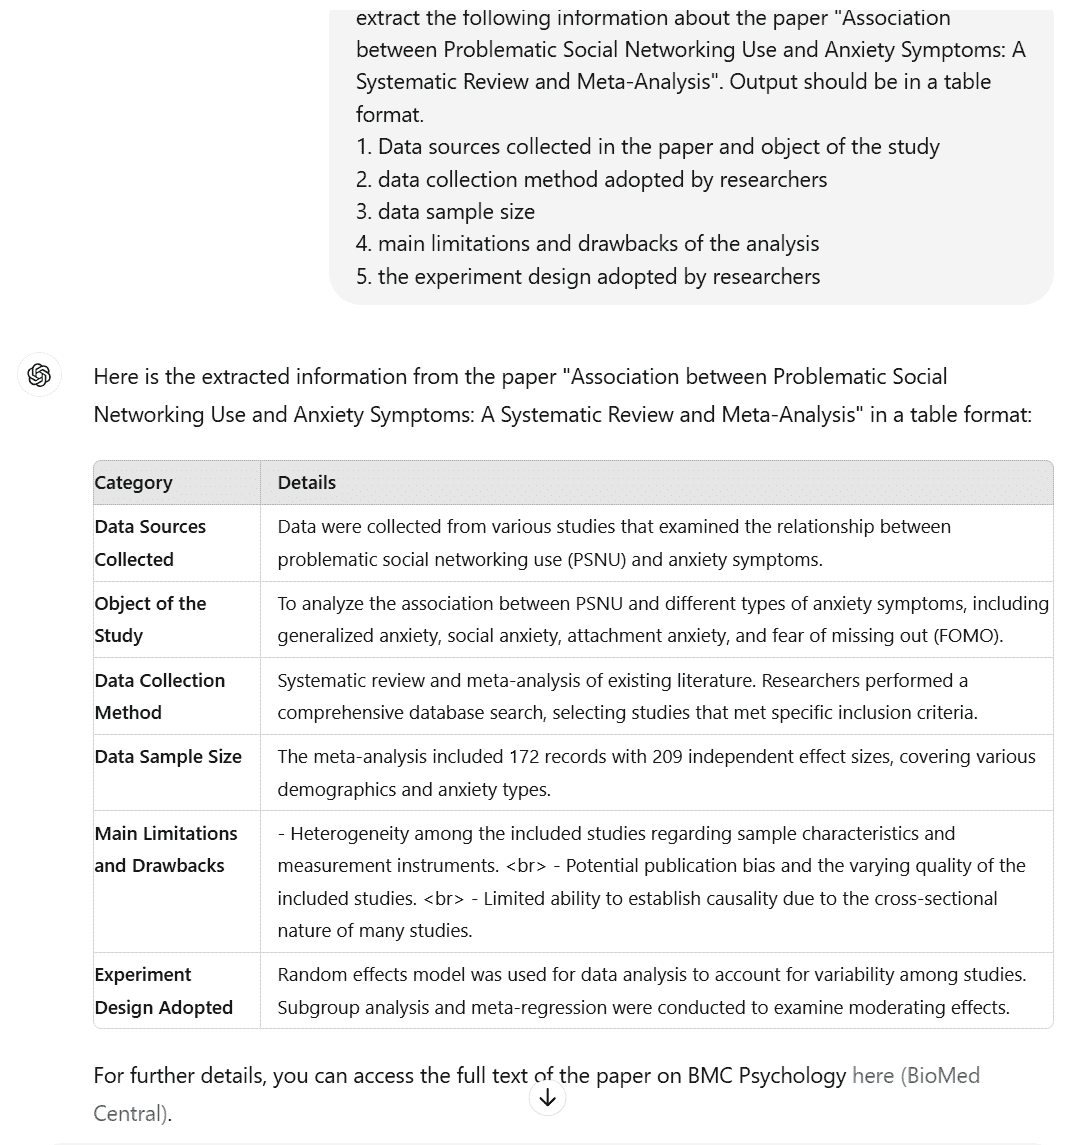 extract the following information about the paper "Association
between Problematic Social Networking Use and Anxiety Symptoms: A
Systematic Review and Meta-Analysis". Output should be in a table
format.
1. Data sources collected in the paper and object of the study
2. data collection method adopted by researchers
3. data sample size
4. main limitations and drawbacks of the analysis
5. the experiment design adopted by researchers
Here is the extracted information from the paper "Association between Problematic Social
Networking Use and Anxiety Symptoms: A Systematic Review and Meta-Analysis" in a table format:
Category
Details
Data Sources
Collected
Data were collected from various studies that examined the relationship between
problematic social networking use (PSNU) and anxiety symptoms.
Object of the
Study
To analyze the association between PSNU and different types of anxiety symptoms, including
generalized anxiety, social anxiety, attachment anxiety, and fear of missing out (FOMO).
Data Collection
Method
Systematic review and meta-analysis of existing literature. Researchers performed a
comprehensive database search, selecting studies that met specific inclusion criteria.
Data Sample Size
The meta-analysis included 172 records with 209 independent effect sizes, covering various
demographics and anxiety types.
Main Limitations
and Drawbacks
- Heterogeneity among the included studies regarding sample characteristics and
measurement instruments. <br> - Potential publication bias and the varying quality of the
included studies. <br> - Limited ability to establish causality due to the cross-sectional
nature of many studies.
Experiment
Design Adopted
Random effects model was used for data analysis to account for variability among studies.
Subgroup analysis and meta-regression were conducted to examine moderating effects.
For further details, you can access the full text of the paper on BMC Psychology here (BioMed
Central).